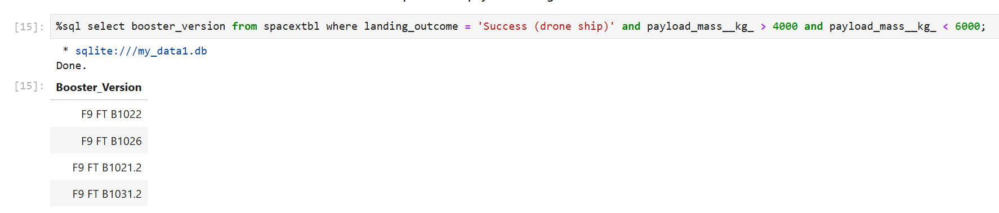 [15]: %sql select booster_version from spacextbl where landing_outcome = 'Success (drone ship)' and payload_mass__kg_ > 4000 and payload_mass__kg_ < 6000;
* sqlite:///my_data1.db
Done.
[15]: Booster_Version
F9 FT B1022
F9 FT B1026
F9 FT B1021.2
F9 FT B1031.2